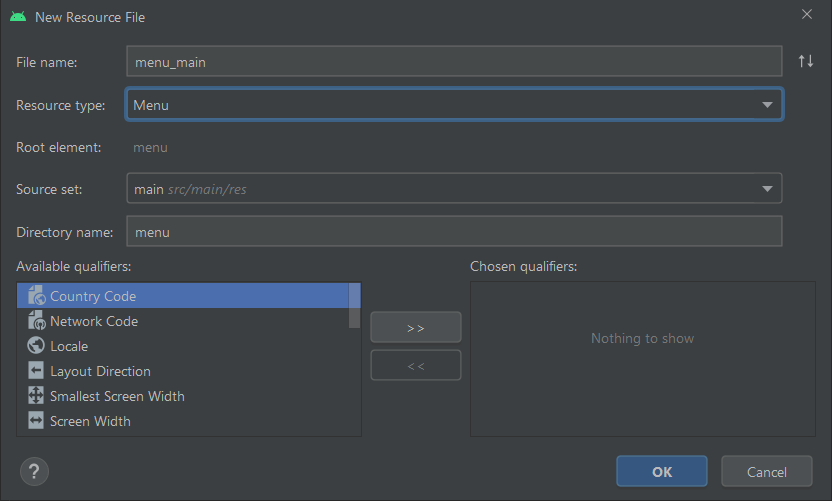 New Resource File
File name: menu_main
Resource type: Menu
Root element: menu
Source set: main src/main/res
Directory name: menu
Available qualifiers: Chosen qualifiers:
Country Code
Network Code
Locale
Layout Direction
Smallest Screen Width
Screen Width
>>
<<
Nothing to show
? OK Cancel